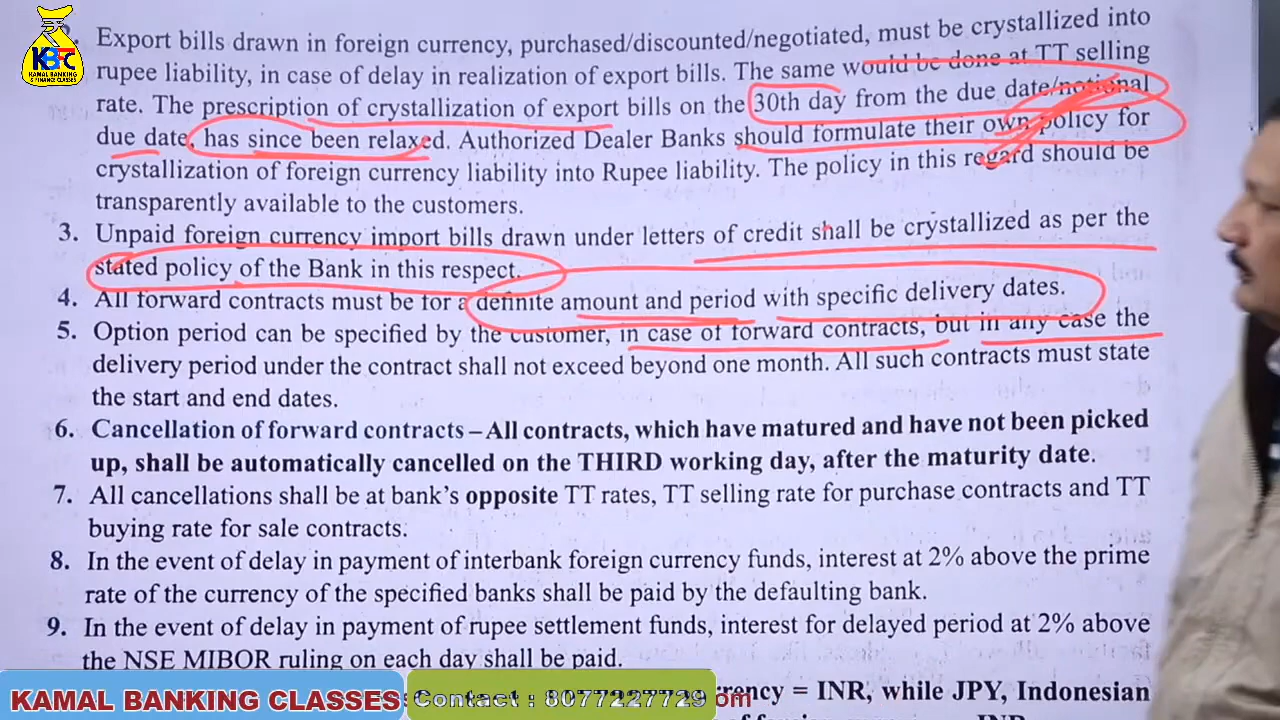 KBFC
KAMAL BANKING
& FINANCE CLASSES
Export bills drawn in foreign currency, purchased/discounted/negotiated, must be crystallized into
rupee liability, in case of delay in realization of export bills. The same would be done at TT selling
rate. The prescription of crystallization of export bills on the 30th day from the due date/notional
due date, has since been relaxed. Authorized Dealer Banks should formulate their own policy for
crystallization of foreign currency liability into Rupee liability. The policy in this regard should be
transparently available to the customers.
3. Unpaid foreign currency import bills drawn under letters of credit shall be crystallized as per the
stated policy of the Bank in this respect.
4. All forward contracts must be for a definite amount and period with specific delivery dates.
5. Option period can be specified by the customer, in case of forward contracts, but in any case the
delivery period under the contract shall not exceed beyond one month. All such contracts must state
the start and end dates.
6. Cancellation of forward contracts – All contracts, which have matured and have not been picked
up, shall be automatically cancelled on the THIRD working day, after the maturity date.
7. All cancellations shall be at bank's opposite TT rates, TT selling rate for purchase contracts and TT
buying rate for sale contracts.
8. In the event of delay in payment of interbank foreign currency funds, interest at 2% above the prime
rate of the currency of the specified banks shall be paid by the defaulting bank.
9. In the event of delay in payment of rupee settlement funds, interest for delayed period at 2% above
the NSE MIBOR ruling on each day shall be paid.
= INR, while JPY, Indonesian
KAMAL BANKING CLASSES Contact : 8077227729